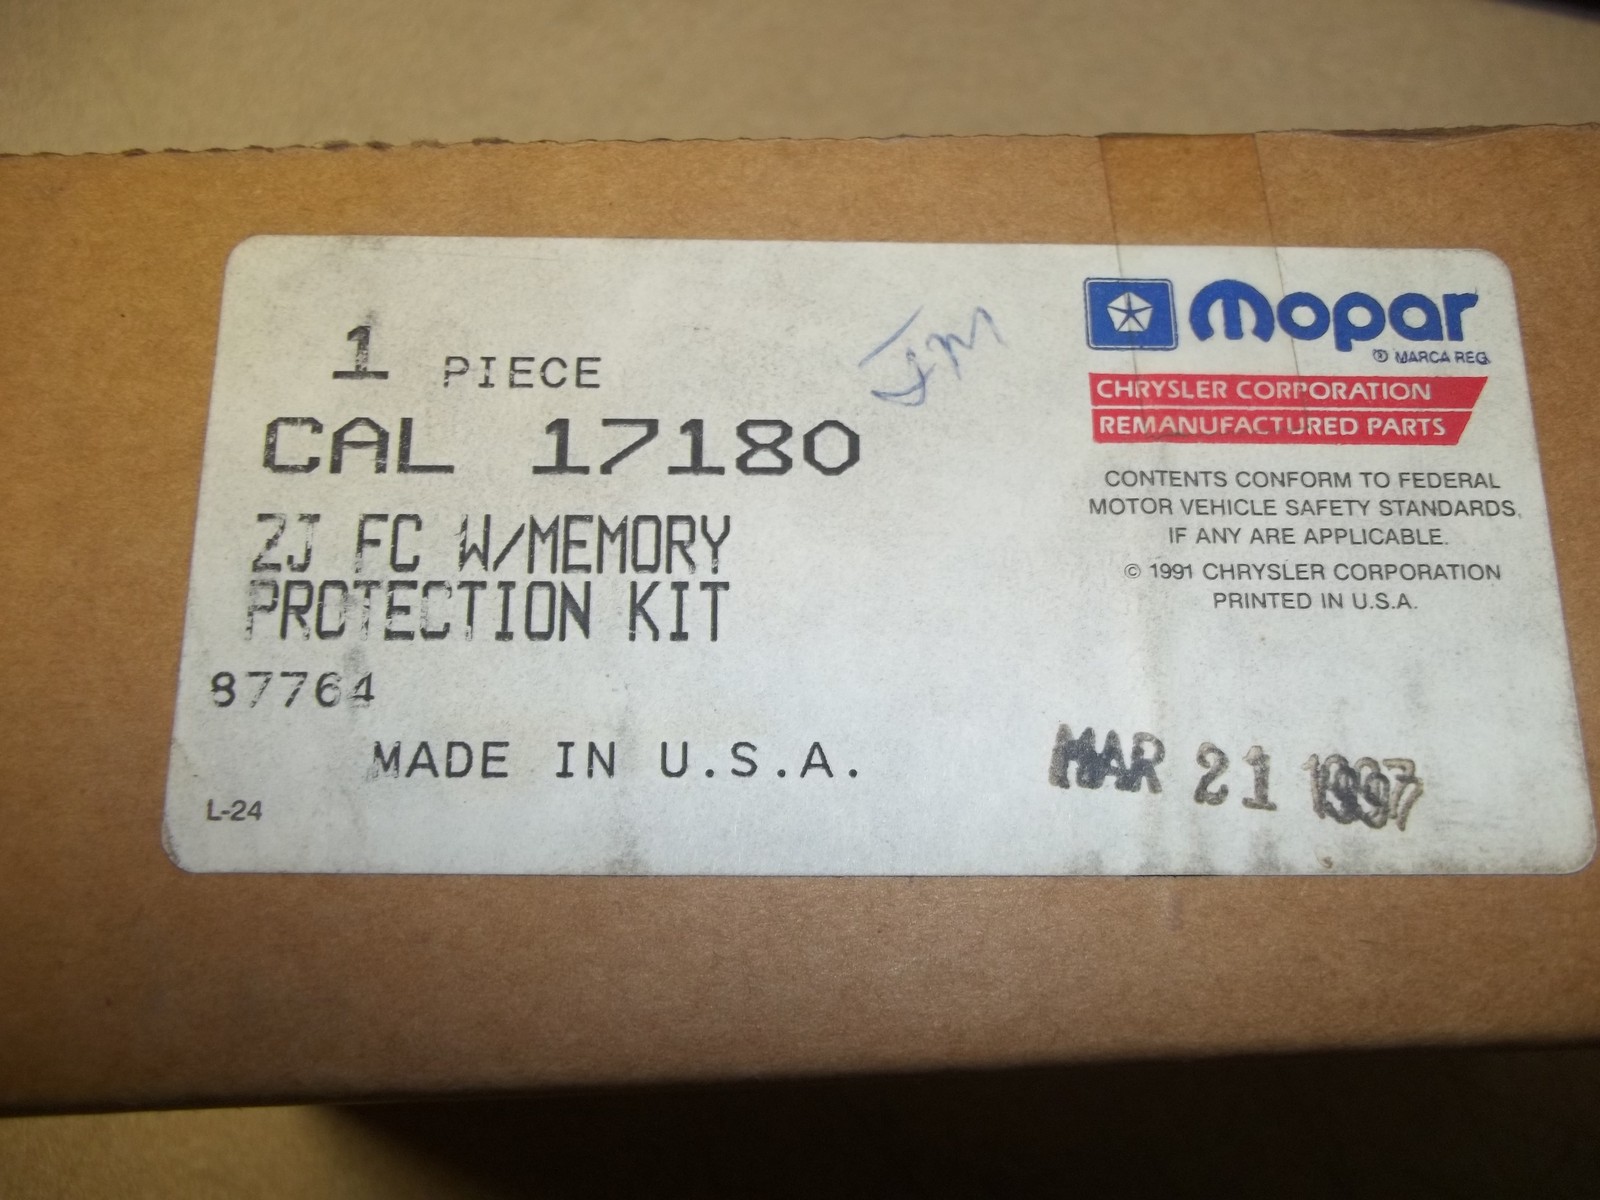 1 PIECE
CAL 17180
ZJ FC W/MEMORY
PROTECTION KIT
87764
MADE IN U.S.A.
L-24
JM
Mopar
® MARCA REG.
CHRYSLER CORPORATION
REMANUFACTURED PARTS
CONTENTS CONFORM TO FEDERAL
MOTOR VEHICLE SAFETY STANDARDS,
IF ANY ARE APPLICABLE.
© 1991 CHRYSLER CORPORATION
PRINTED IN U.S.A.
MAR 21 1997